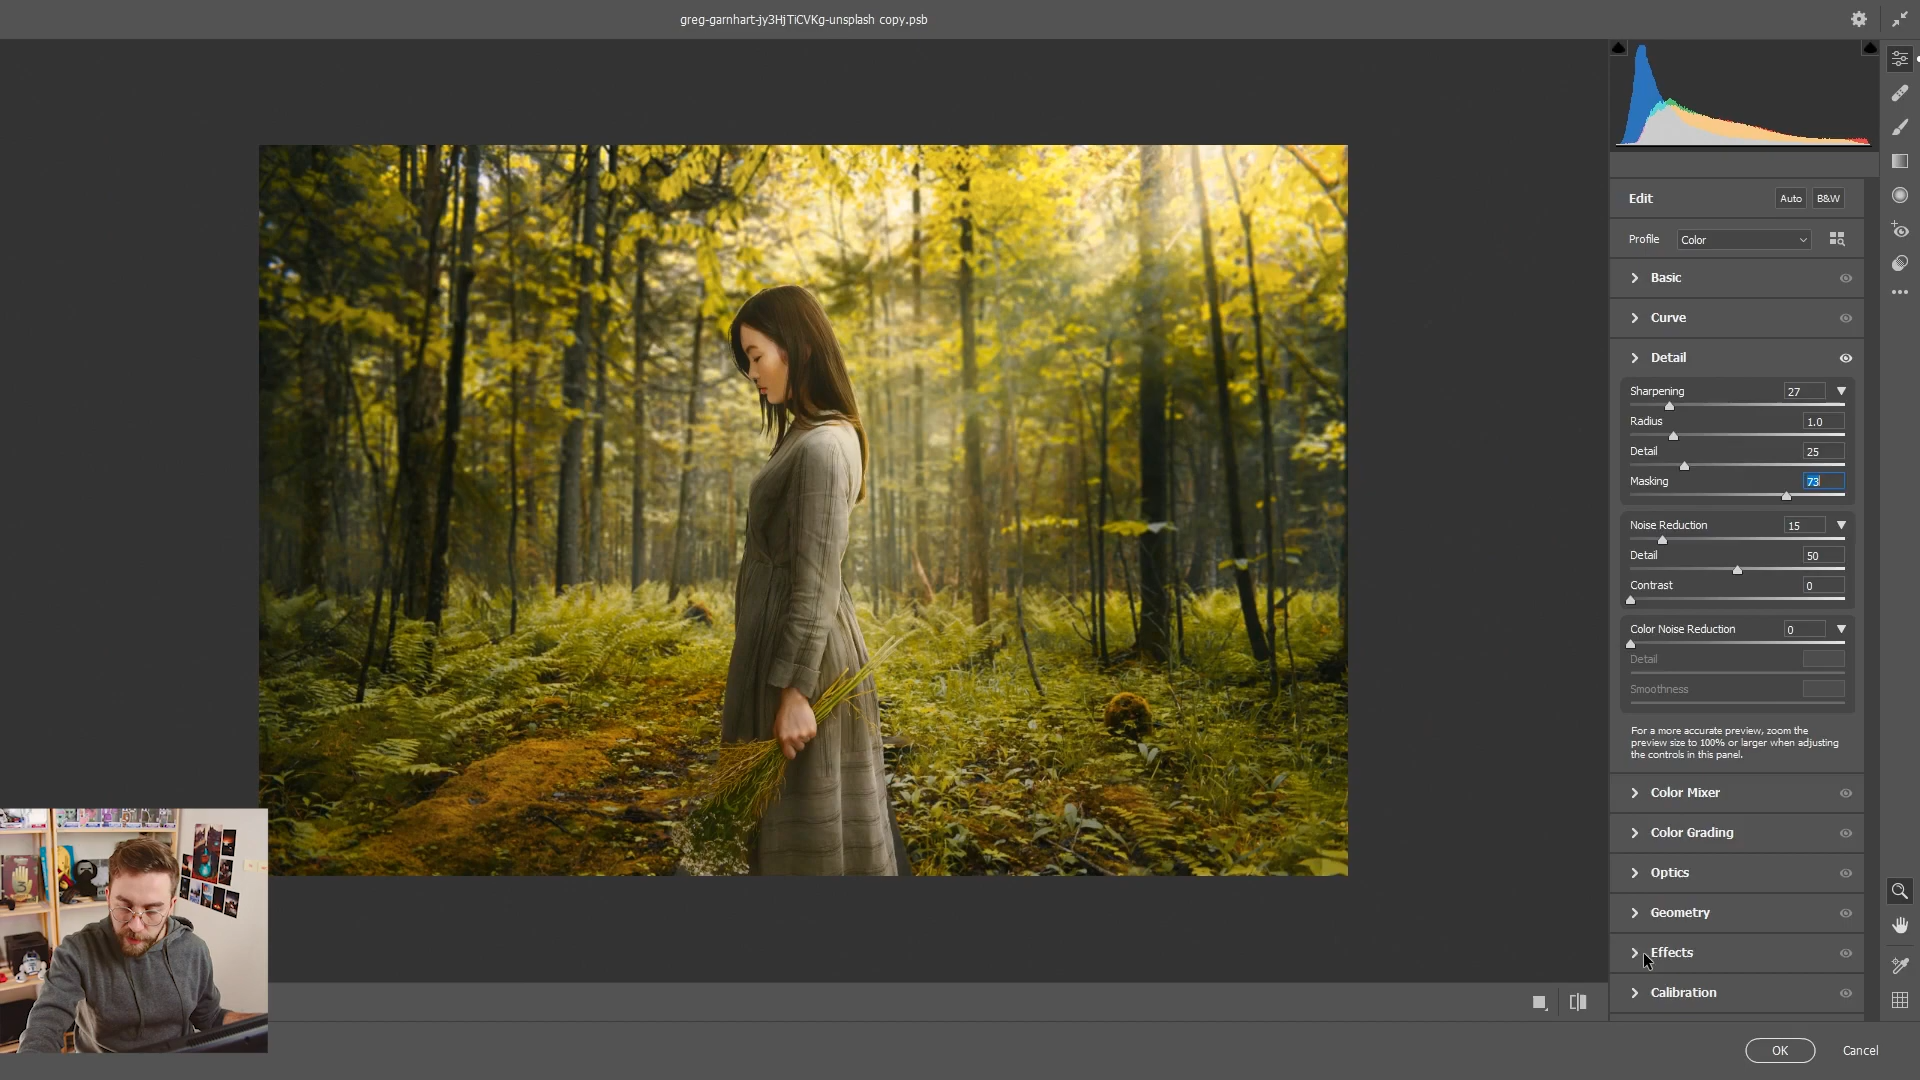 greg-garnhart-jy3HjTiCVKg-unsplash copy.psb
Edit
Auto
B&W
Profile
Color
Basic
Curve
Detail
Sharpening
27
Radius
1.0
Detail
25
Masking
73
Noise Reduction
15
Detail
50
Contrast
0
Color Noise Reduction
0
Detail
Smoothness
For a more accurate preview, zoom the
preview size to 100% or larger when adjusting
the controls in this panel.
Color Mixer
Color Grading
Optics
Geometry
Effects
Calibration
OK
Cancel